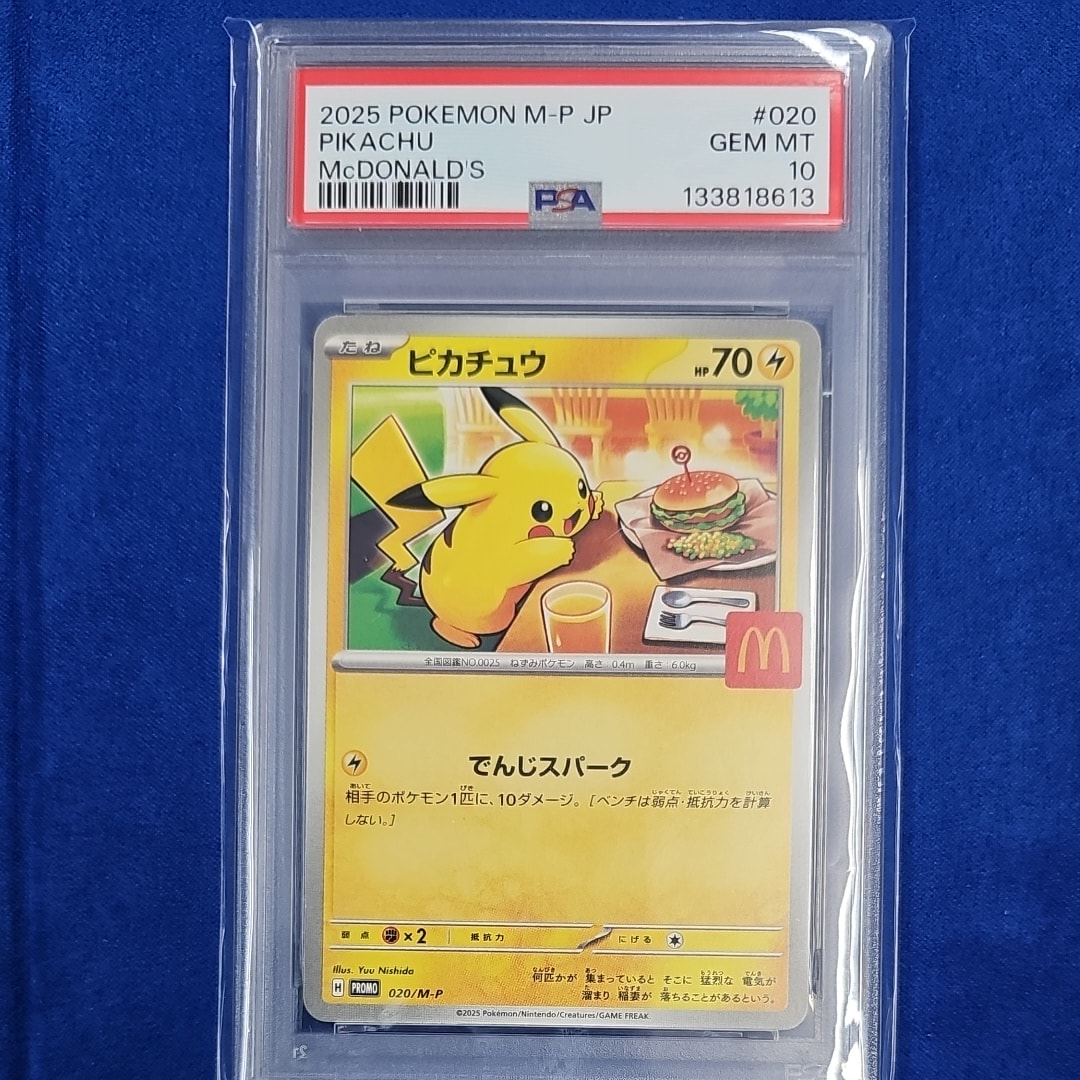 2025 POKEMON M-P JP #020
PIKACHU GEM MT
McDONALD'S 10
PSA 133818613
たね ピカチュウ HP70
全国図鑑NO.0025 ねずみポケモン 高さ:0.4m 重さ:6.0kg
でんじスパーク
相手のポケモン1匹に、10ダメージ。[ベンチは弱点・抵抗力を計算
しない。]
弱点 ×2 抵抗力 にげる
Illus. Yuu Nishida
何匹かが 集まっていると そこに 猛烈な 電気が
溜まり 稲妻が 落ちることがあるという。
H PROMO 020/M-P
©2025 Pokémon/Nintendo/Creatures/GAME FREAK